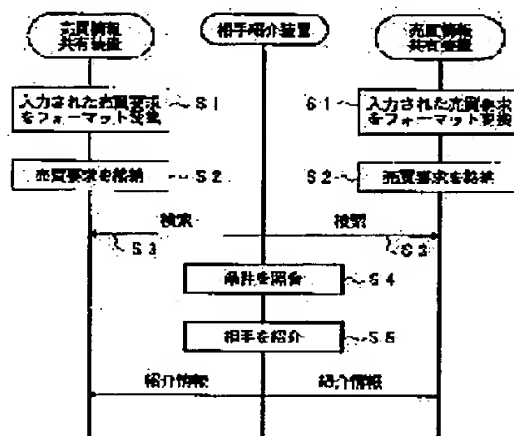 売買情報
共有装置
相手紹介装置
売買情報
共有装置
入力された売買要求
をフォーマット変換
S1
S1
入力された売買要求
をフォーマット変換
売買要求を格納
S2
S2
売買要求を格納
検索
検索
S3
S3
条件を照合
S4
相手を紹介
S5
紹介情報
紹介情報